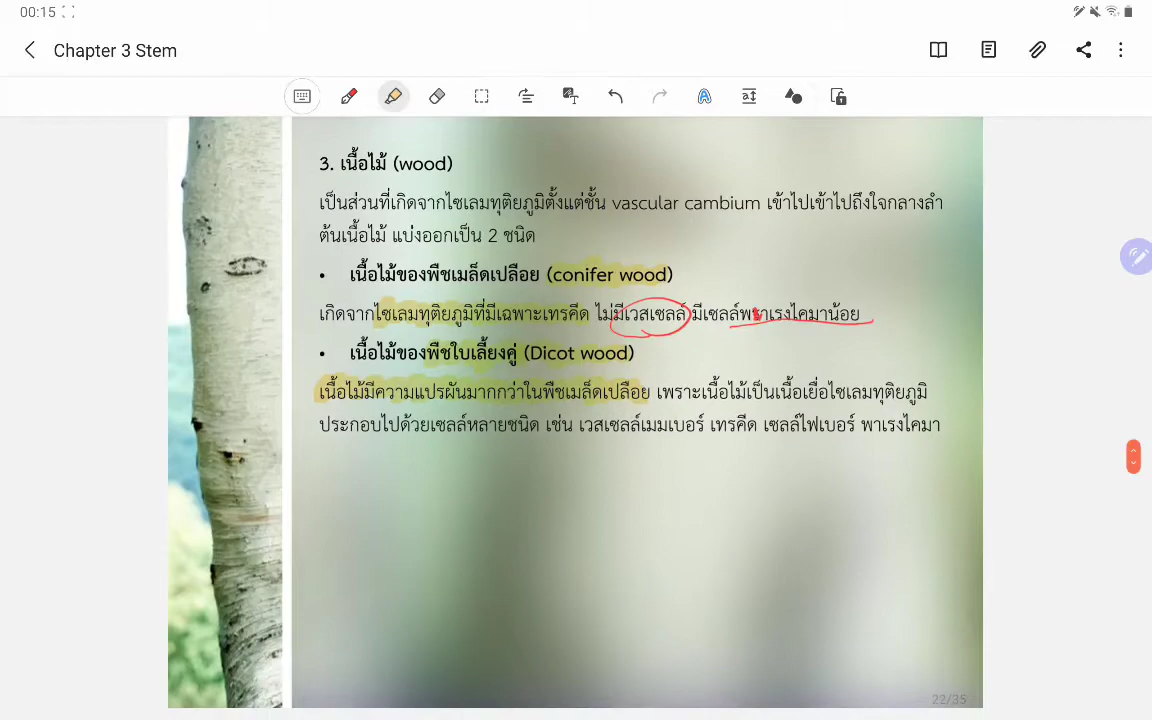 00:15
Chapter 3 Stem
3. เนื้อไม้ (wood)
เป็นส่วนที่เกิดจากไซเลมทุติยภูมิตั้งแต่ชั้น vascular cambium เข้าไปเข้าไปถึงใจกลางลำ
ต้นเนื้อไม้ แบ่งออกเป็น 2 ชนิด
• เนื้อไม้ของพืชเมล็ดเปลือย (conifer wood)
เกิดจากไซเลมทุติยภูมิที่มีเฉพาะเทรคีด ไม่มีเวสเซลล์ มีเซลล์พาเรงไคมาน้อย
• เนื้อไม้ของพืชใบเลี้ยงคู่ (Dicot wood)
เนื้อไม้มีความแปรผันมากกว่าในพืชเมล็ดเปลือย เพราะเนื้อไม้เป็นเนื้อเยื่อไซเลมทุติยภูมิ
ประกอบไปด้วยเซลล์หลายชนิด เช่น เวสเซลล์เมมเบอร์ เทรคีด เซลล์ไฟเบอร์ พาเรงไคมา
22/35